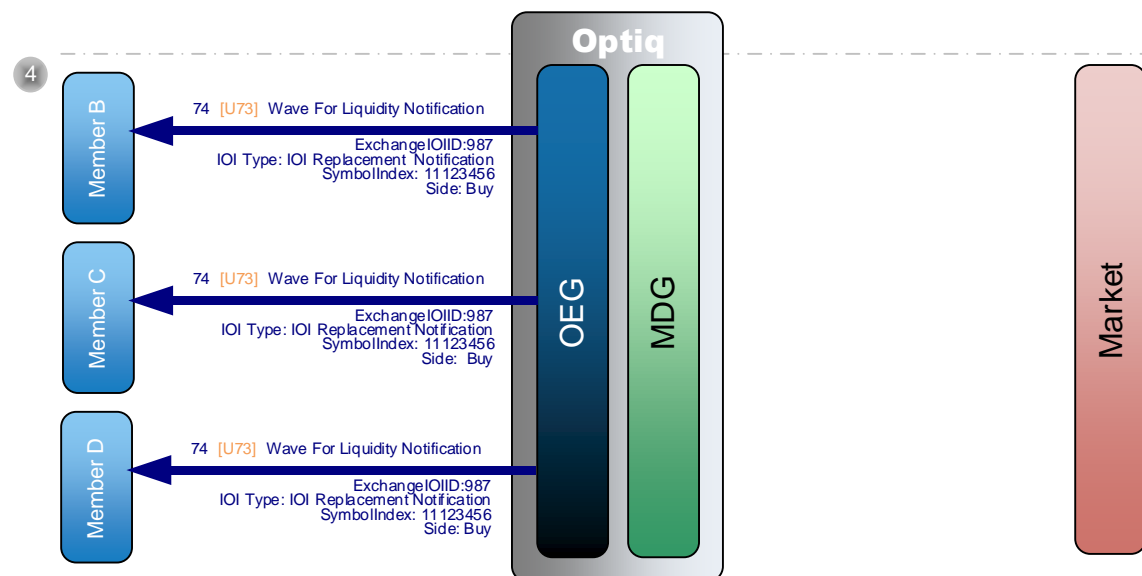 Optiq
4
Member B
74 [U73] Wave For Liquidity Notification
ExchangeIOIID:987
IOI Type: IOI Replacement Notification
SymbolIndex: 11123456
Side: Buy
Member C
74 [U73] Wave For Liquidity Notification
ExchangeIOIID:987
IOI Type: IOI Replacement Notification
SymbolIndex: 11123456
Side: Buy
Member D
74 [U73] Wave For Liquidity Notification
ExchangeIOIID:987
IOI Type: IOI Replacement Notification
SymbolIndex: 11123456
Side: Buy
OEG
MDG
Market